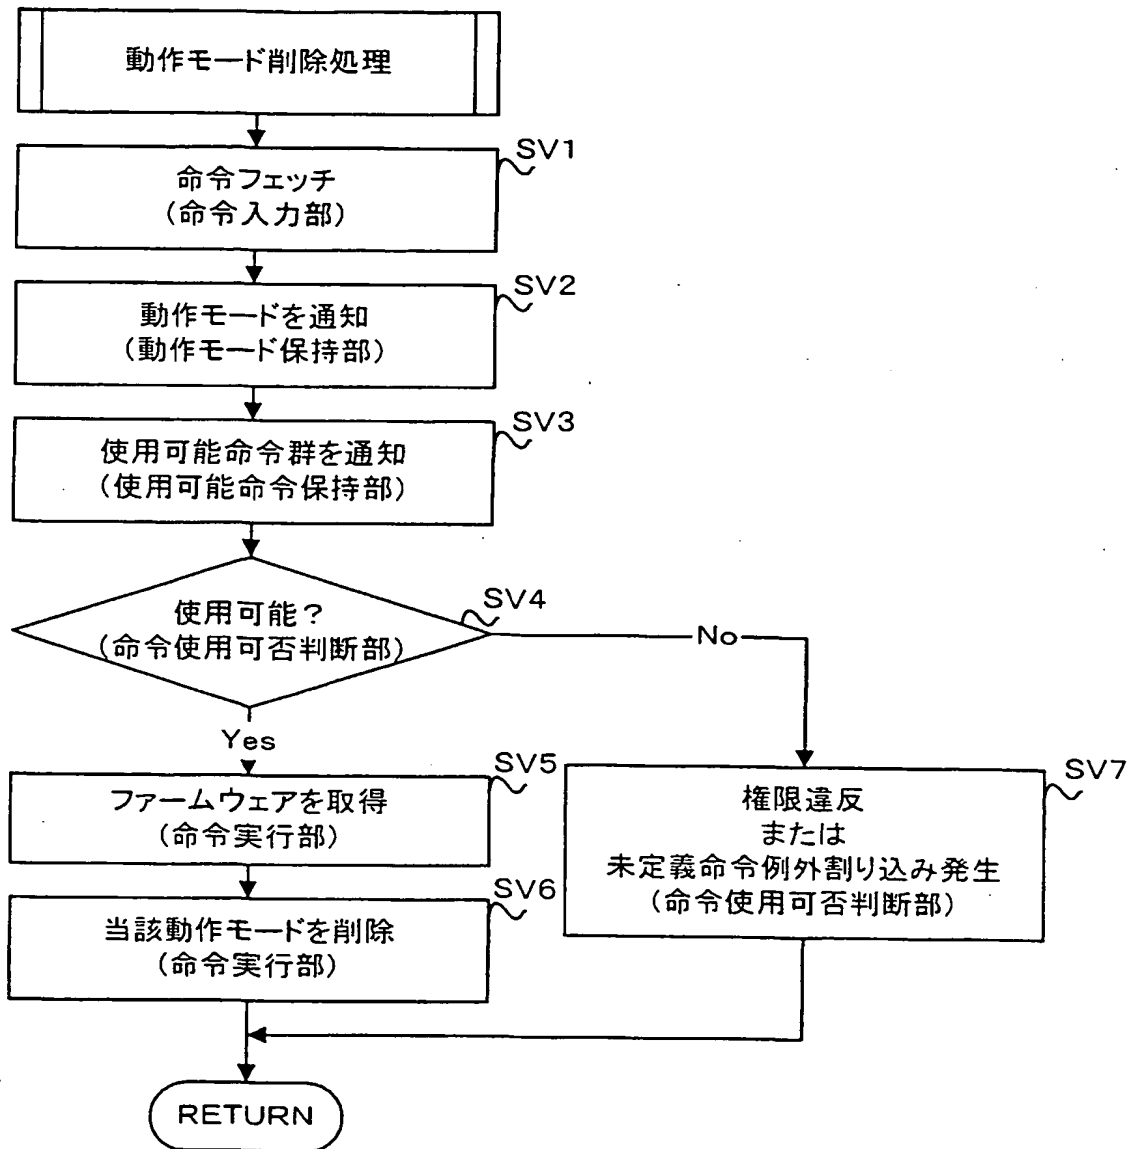 動作モード削除処理
SV1
命令フェッチ
(命令入力部)
SV2
動作モードを通知
(動作モード保持部)
SV3
使用可能命令群を通知
(使用可能命令保持部)
SV4
使用可能?
(命令使用可否判断部)
No
Yes
SV5
ファームウェアを取得
(命令実行部)
SV7
権限違反
または
未定義命令例外割り込み発生
(命令使用可否判断部)
SV6
当該動作モードを削除
(命令実行部)
RETURN